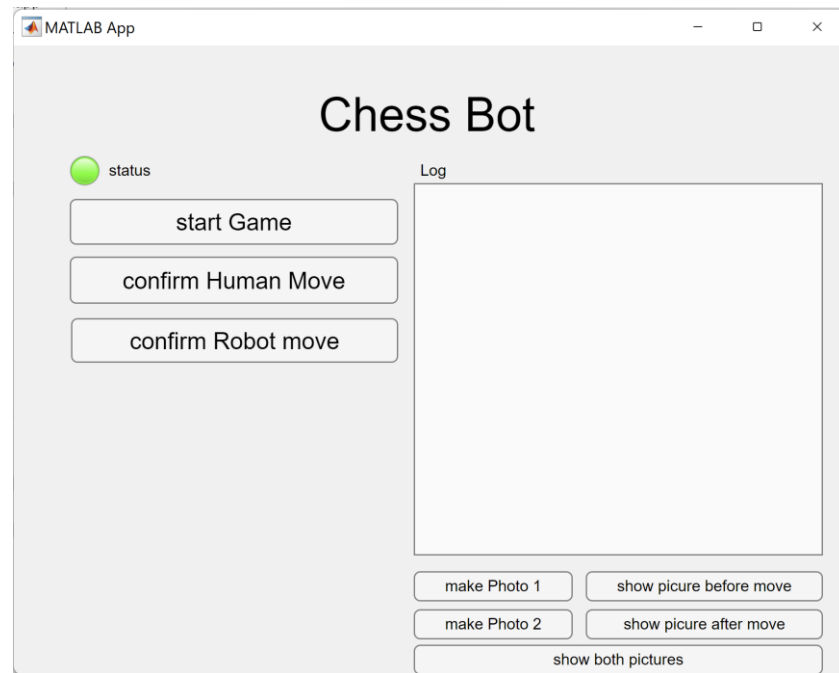 MATLAB App
Chess Bot
status
start Game
confirm Human Move
confirm Robot move
Log
make Photo 1
show picure before move
make Photo 2
show picure after move
show both pictures